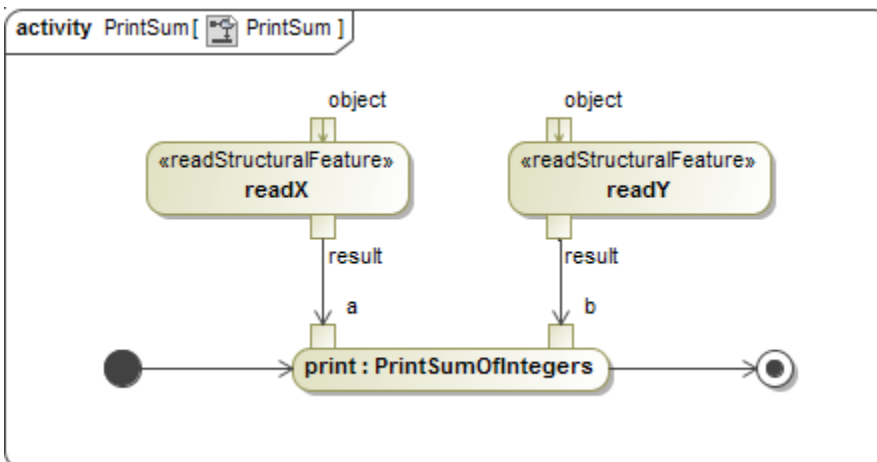 activity PrintSum[ PrintSum ]
object object
«readStructuralFeature» «readStructuralFeature»
readX readY
result result
a b
print : PrintSumOfIntegers